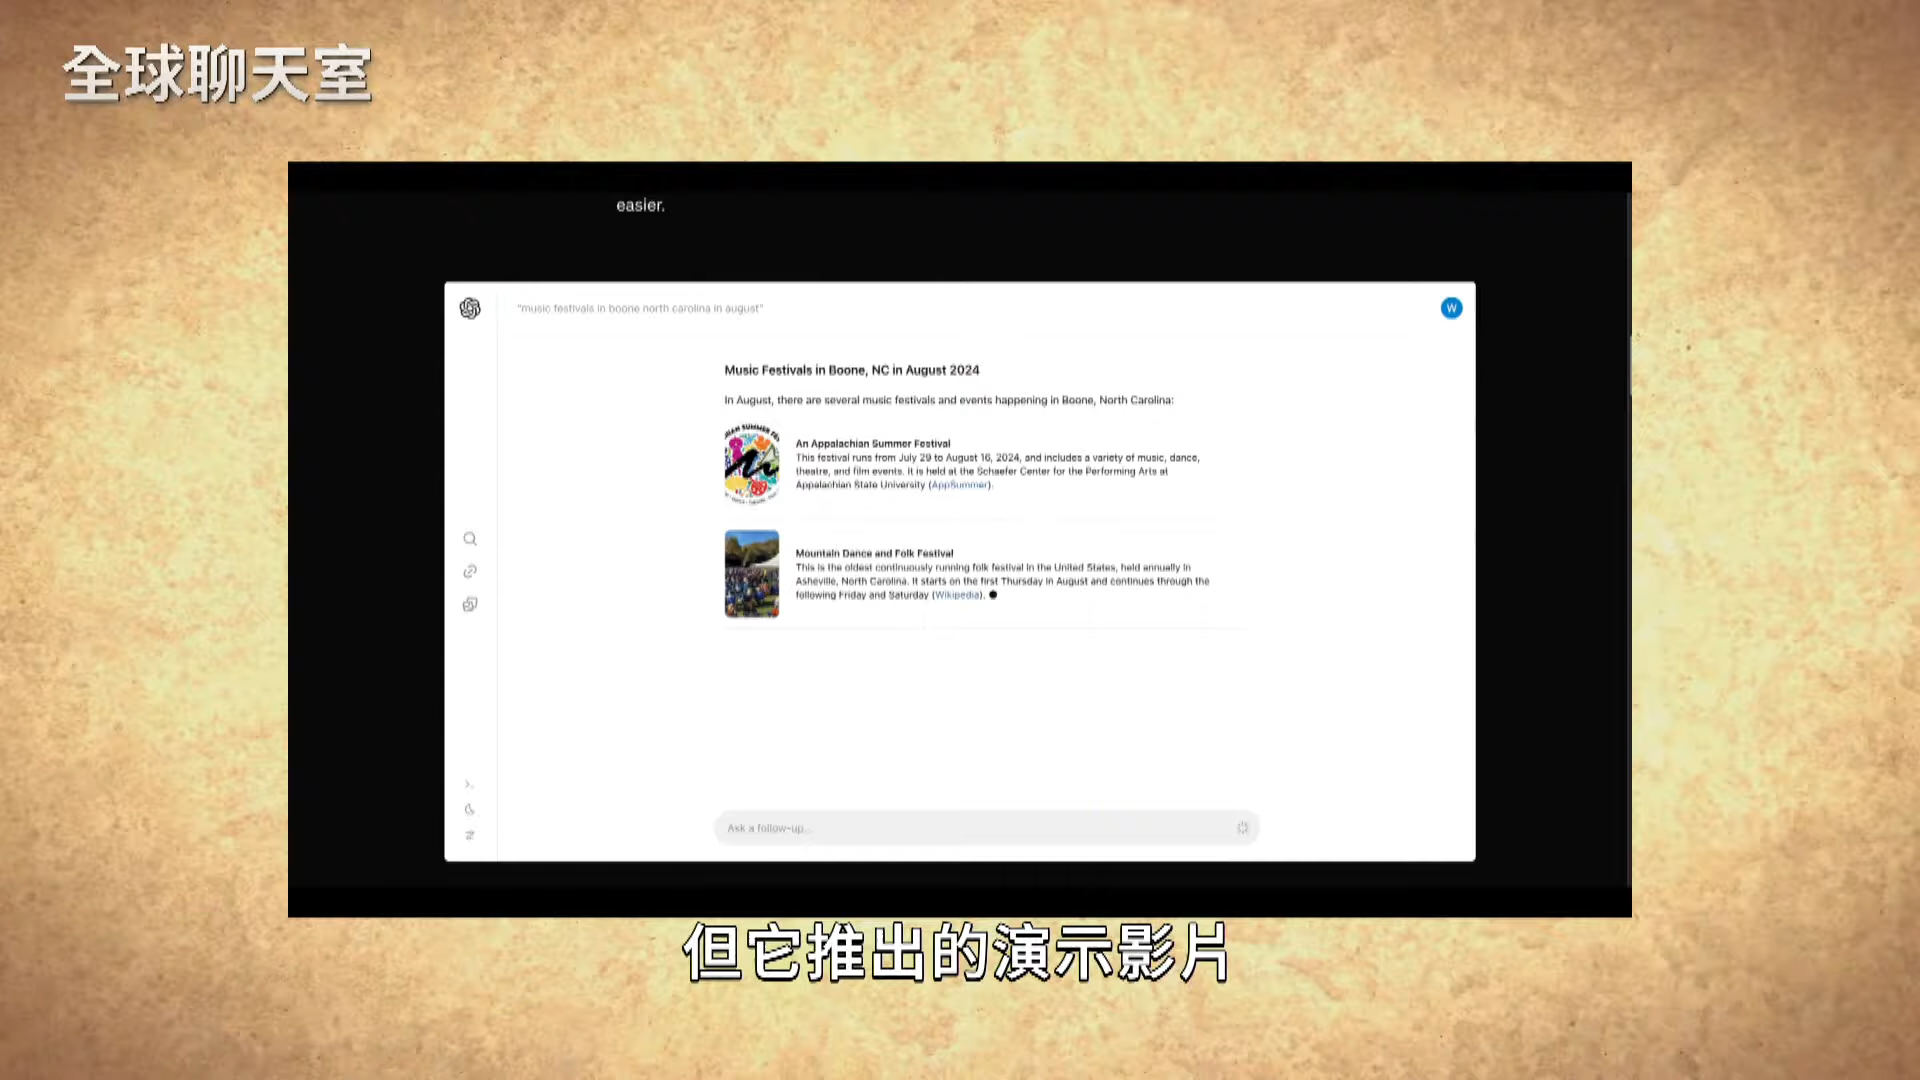 全球聊天室
easier.
"music festivals in boone north carolina in august"
W
Music Festivals in Boone, NC in August 2024
In August, there are several music festivals and events happening in Boone, North Carolina:
An Appalachian Summer Festival
This festival runs from July 29 to August 16, 2024, and includes a variety of music, dance,
theatre, and film events. It is held at the Schaefer Center for the Performing Arts at
Appalachian State University (AppSummer).
Mountain Dance and Folk Festival
This is the oldest continuously running folk festival in the United States, held annually in
Asheville, North Carolina. It starts on the first Thursday in August and continues through the
following Friday and Saturday (Wikipedia).
Ask a follow-up...
但它推出的演示影片